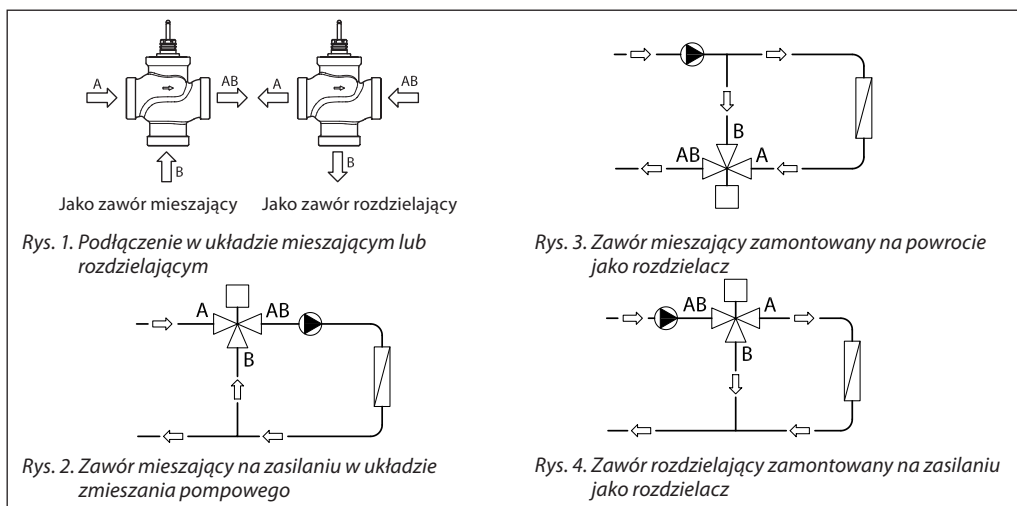 A
AB
A
AB
B
B
Jako zawór mieszający
Jako zawór rozdzielający
Rys. 1. Podłączenie w układzie mieszającym lub
rozdzielającym
A
AB
B
Rys. 2. Zawór mieszający na zasilaniu w układzie
zmieszania pompowego
B
AB
A
Rys. 3. Zawór mieszający zamontowany na powrocie
jako rozdzielacz
AB
A
B
Rys. 4. Zawór rozdzielający zamontowany na zasilaniu
jako rozdzielacz